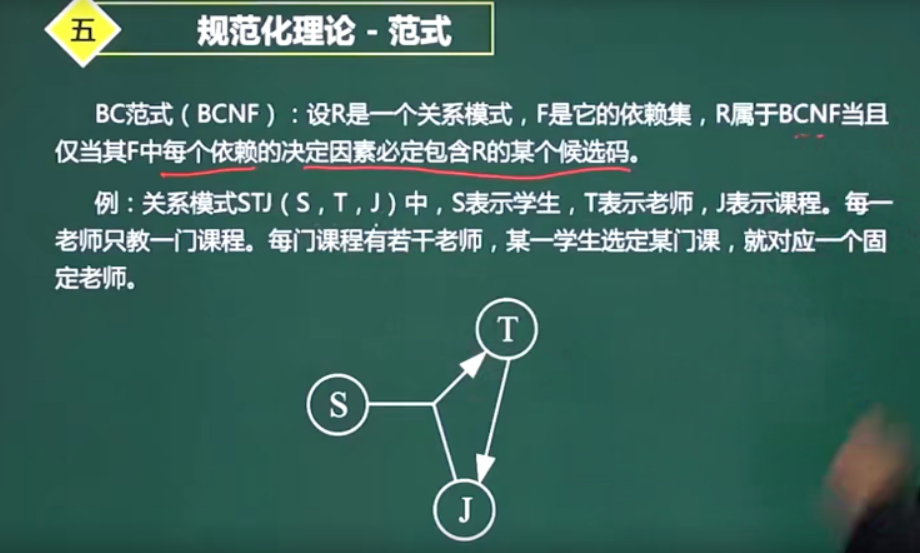 五
规范化理论 - 范式
BC范式（BCNF）：设R是一个关系模式，F是它的依赖集，R属于BCNF当且
仅当其F中每个依赖的决定因素必定包含R的某个候选码。
例：关系模式STJ（S，T，J）中，S表示学生，T表示老师，J表示课程。每一
老师只教一门课程。每门课程有若干老师，某一学生选定某门课，就对应一个固
定老师。
T
S
J